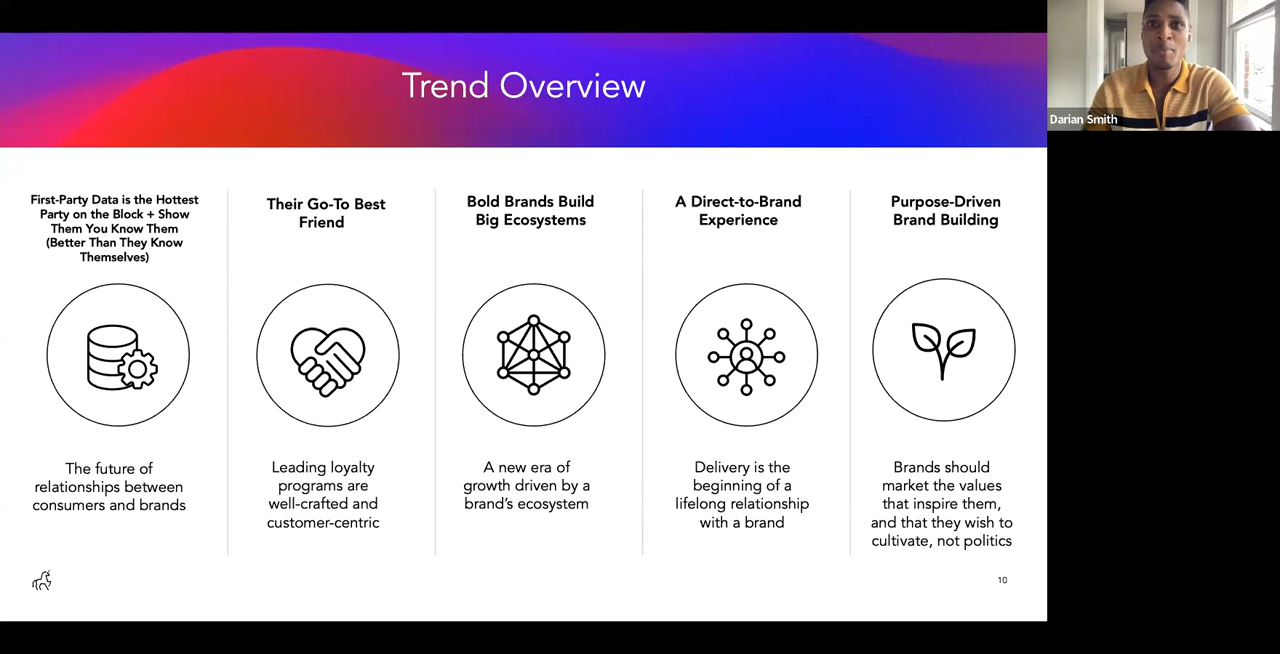 Trend Overview
Darian Smith
First-Party Data is the Hottest
Party on the Block + Show
Them You Know Them
(Better Than They Know
Themselves)
Their Go-To Best
Friend
Bold Brands Build
Big Ecosystems
A Direct-to-Brand
Experience
Purpose-Driven
Brand Building
The future of
relationships between
consumers and brands
Leading loyalty
programs are
well-crafted and
customer-centric
A new era of
growth driven by a
brand's ecosystem
Delivery is the
beginning of a
lifelong relationship
with a brand
Brands should
market the values
that inspire them,
and that they wish to
cultivate, not politics
10